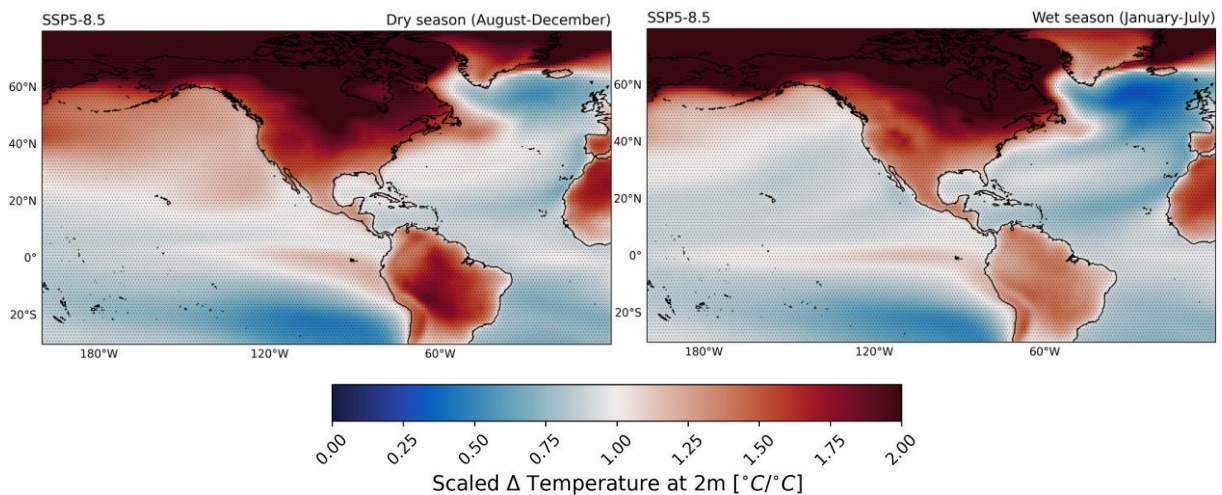 SSP5-8.5 Dry season (August-December)
60°N
40°N
20°N
0°
20°S
180°W 120°W 60°W
SSP5-8.5 Wet season (January-July)
60°N
40°N
20°N
0°
20°S
180°W 120°W 60°W
0.00 0.25 0.50 0.75 1.00 1.25 1.50 1.75 2.00
Scaled Δ Temperature at 2m [°C/°C]